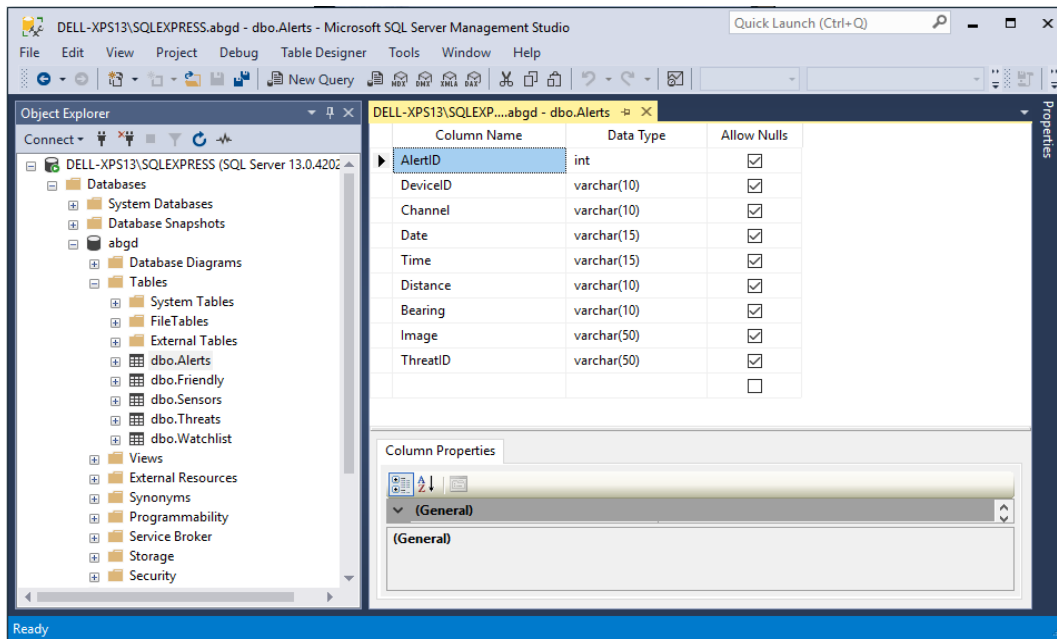 DELL-XPS13\SQLEXPRESS.abgd - dbo.Alerts - Microsoft SQL Server Management Studio
Quick Launch (Ctrl+Q)
File Edit View Project Debug Table Designer Tools Window Help
New Query MDX DMX XMLA DAX
Object Explorer
Connect
DELL-XPS13\SQLEXPRESS (SQL Server 13.0.4202
Databases
System Databases
Database Snapshots
abgd
Database Diagrams
Tables
System Tables
FileTables
External Tables
dbo.Alerts
dbo.Friendly
dbo.Sensors
dbo.Threats
dbo.Watchlist
Views
External Resources
Synonyms
Programmability
Service Broker
Storage
Security
DELL-XPS13\SQLEXP....abgd - dbo.Alerts
Column Name Data Type Allow Nulls
AlertID int
DeviceID varchar(10)
Channel varchar(10)
Date varchar(15)
Time varchar(15)
Distance varchar(10)
Bearing varchar(10)
Image varchar(50)
ThreatID varchar(50)
Column Properties
(General)
(General)
Properties
Ready